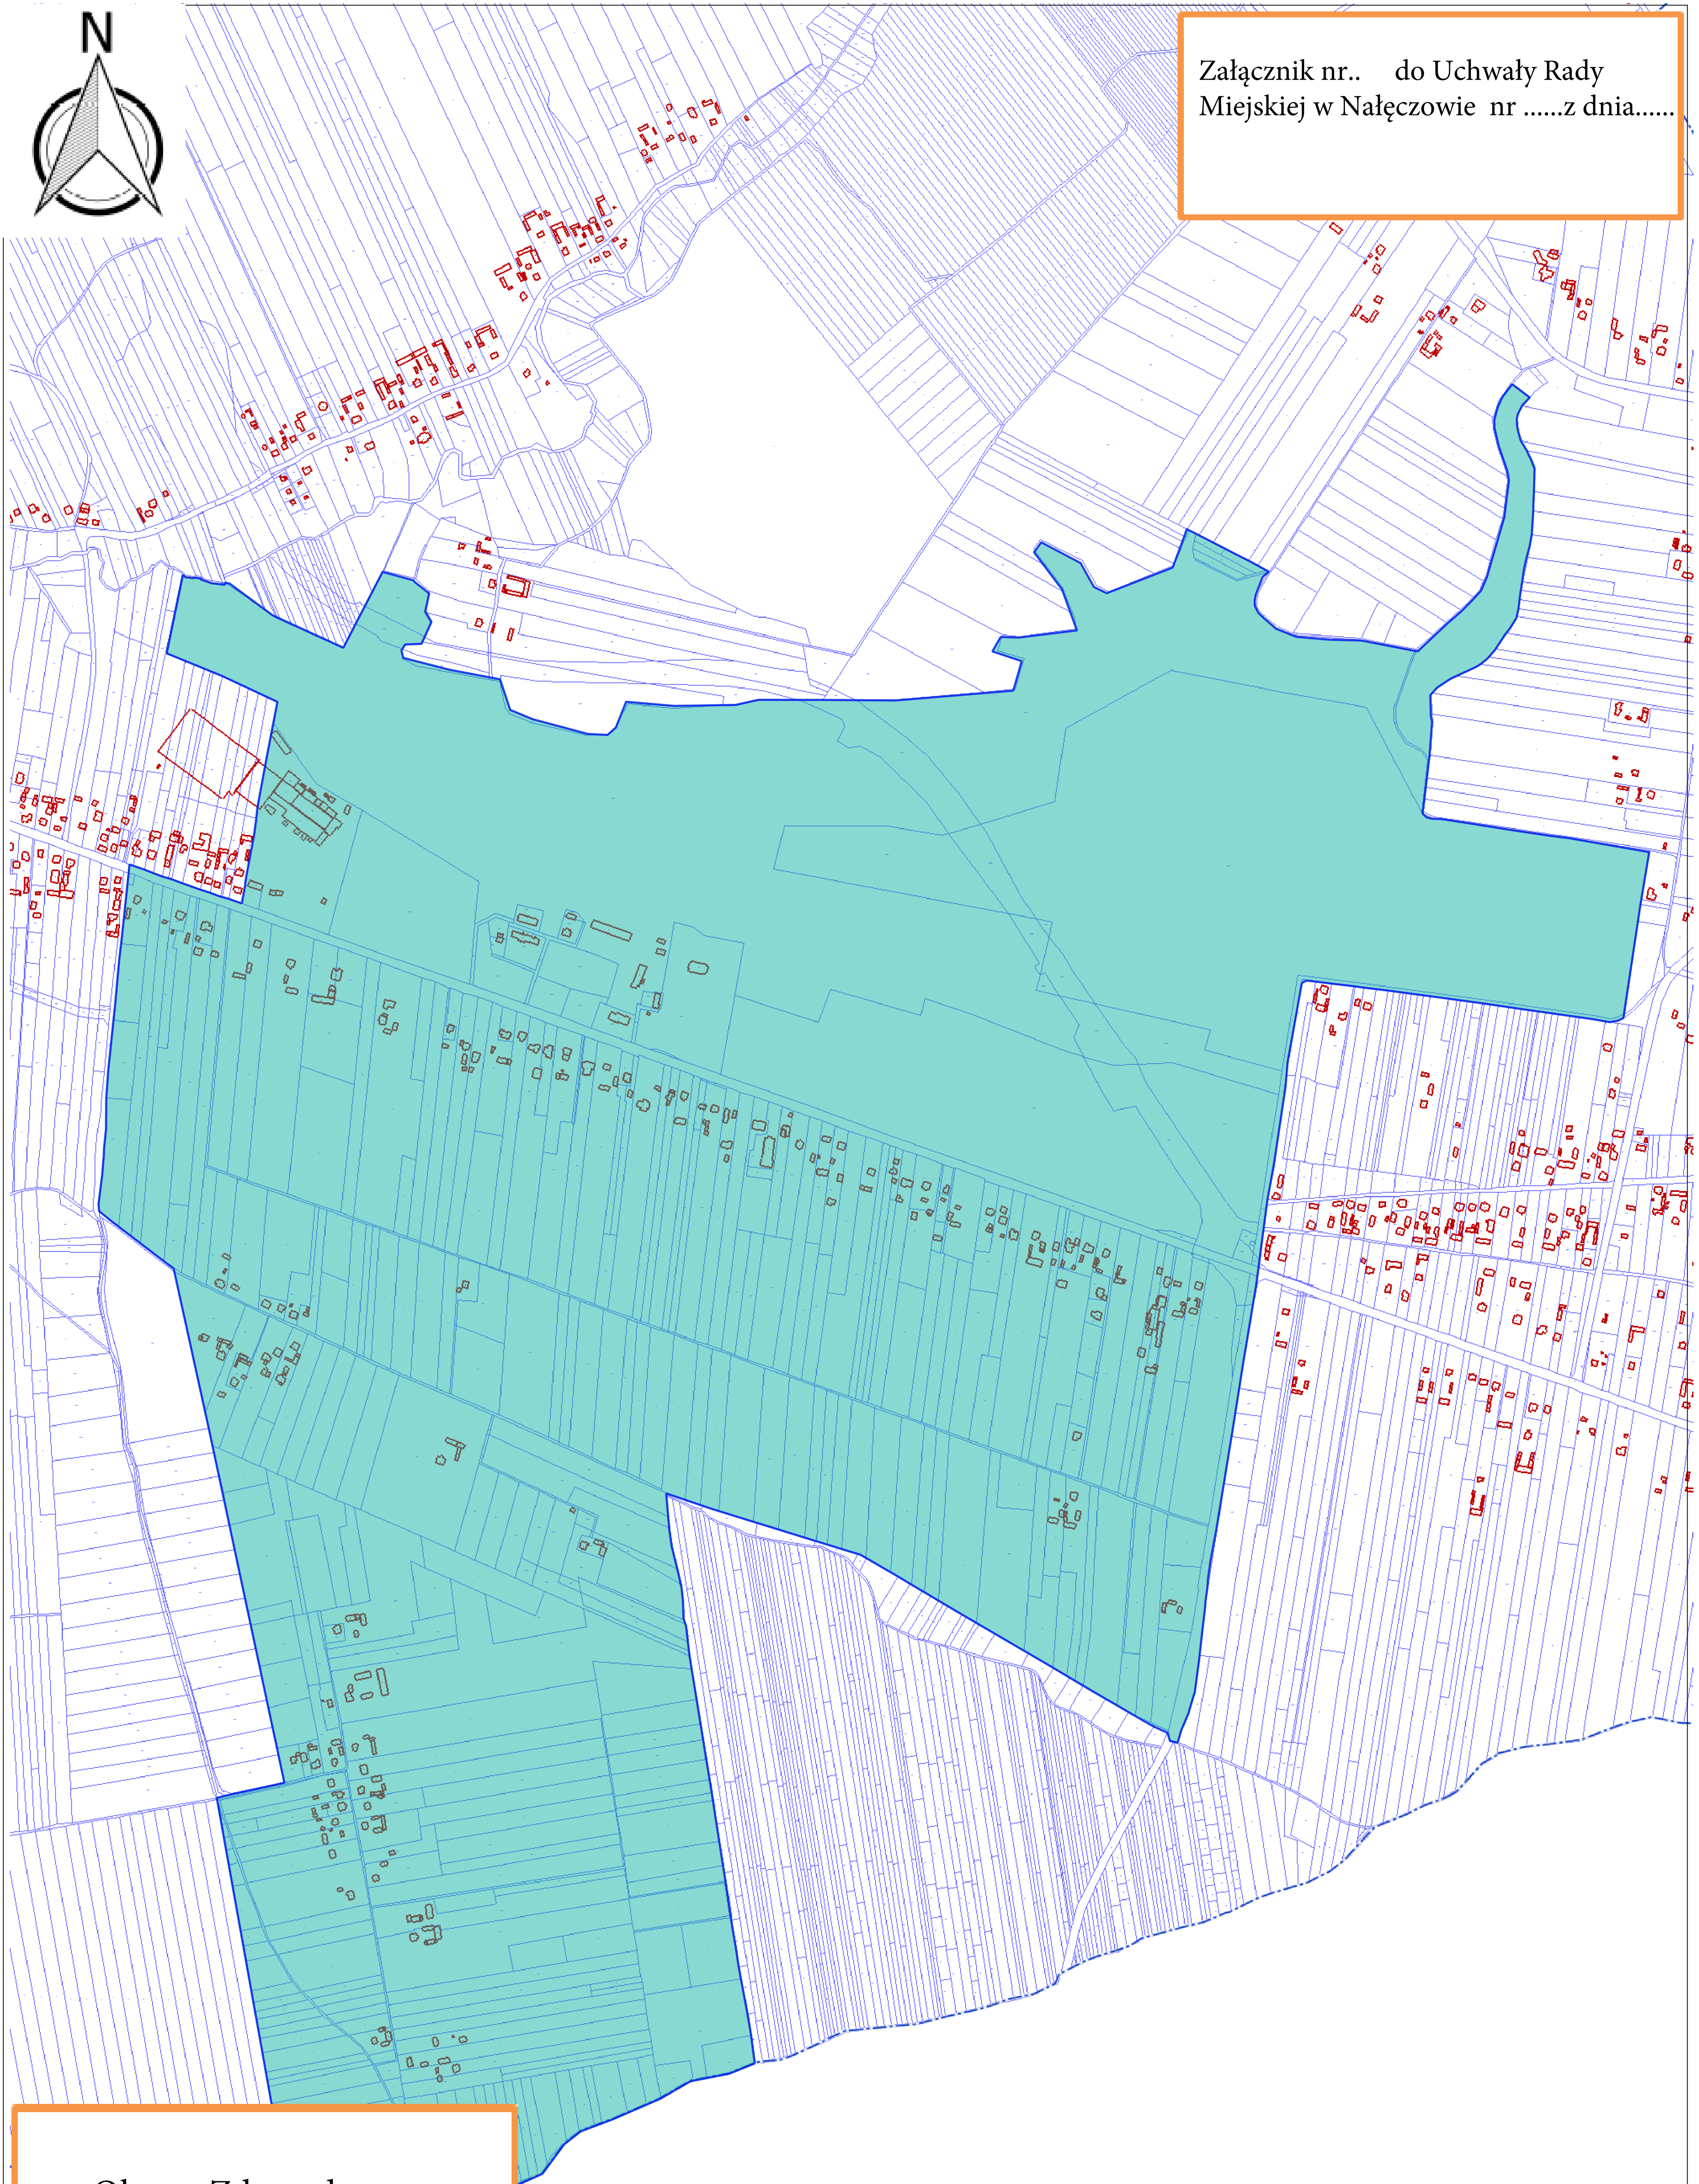 N
Załącznik nr.. do Uchwały Rady
Miejskiej w Nałęczowie nr ......z dnia......